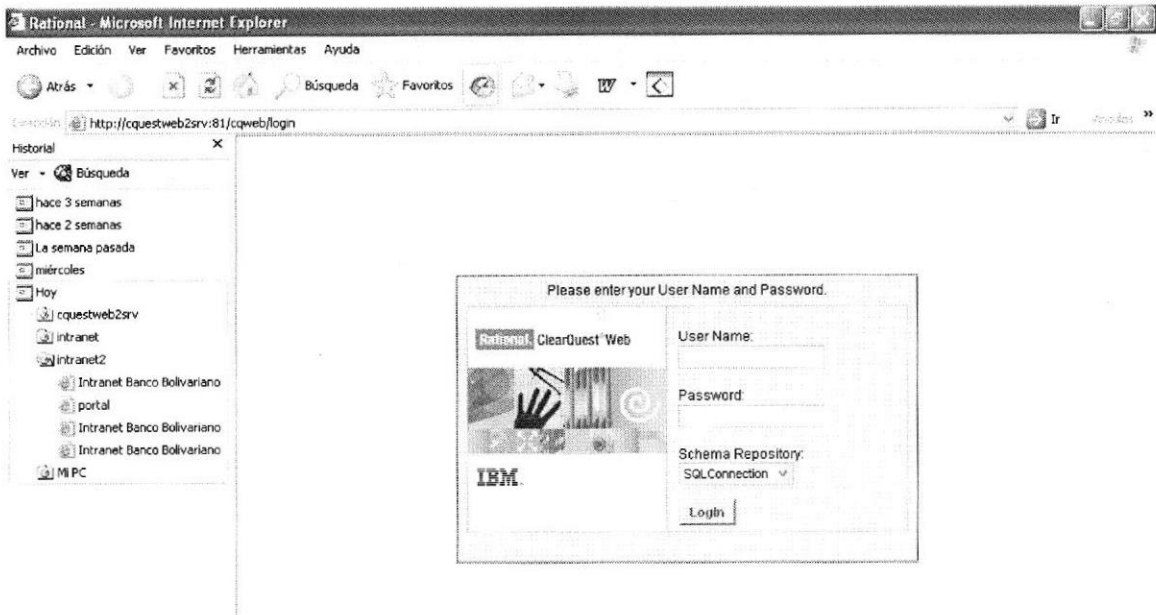 Rational - Microsoft Internet Explorer
Archivo Edición Ver Favoritos Herramientas Ayuda
Atrás Búsqueda Favoritos
Dirección http://cquestweb2srv:81/cqweb/login Ir Vínculos »
Historial
Ver Búsqueda
hace 3 semanas
hace 2 semanas
La semana pasada
miércoles
Hoy
cquestweb2srv
intranet
intranet2
Intranet Banco Bolivariano
portal
Intranet Banco Bolivariano
Intranet Banco Bolivariano
Mi PC
Please enter your User Name and Password.
Rational. ClearQuest® Web
IBM.
User Name:
Password:
Schema Repository:
SQLConnection
Login